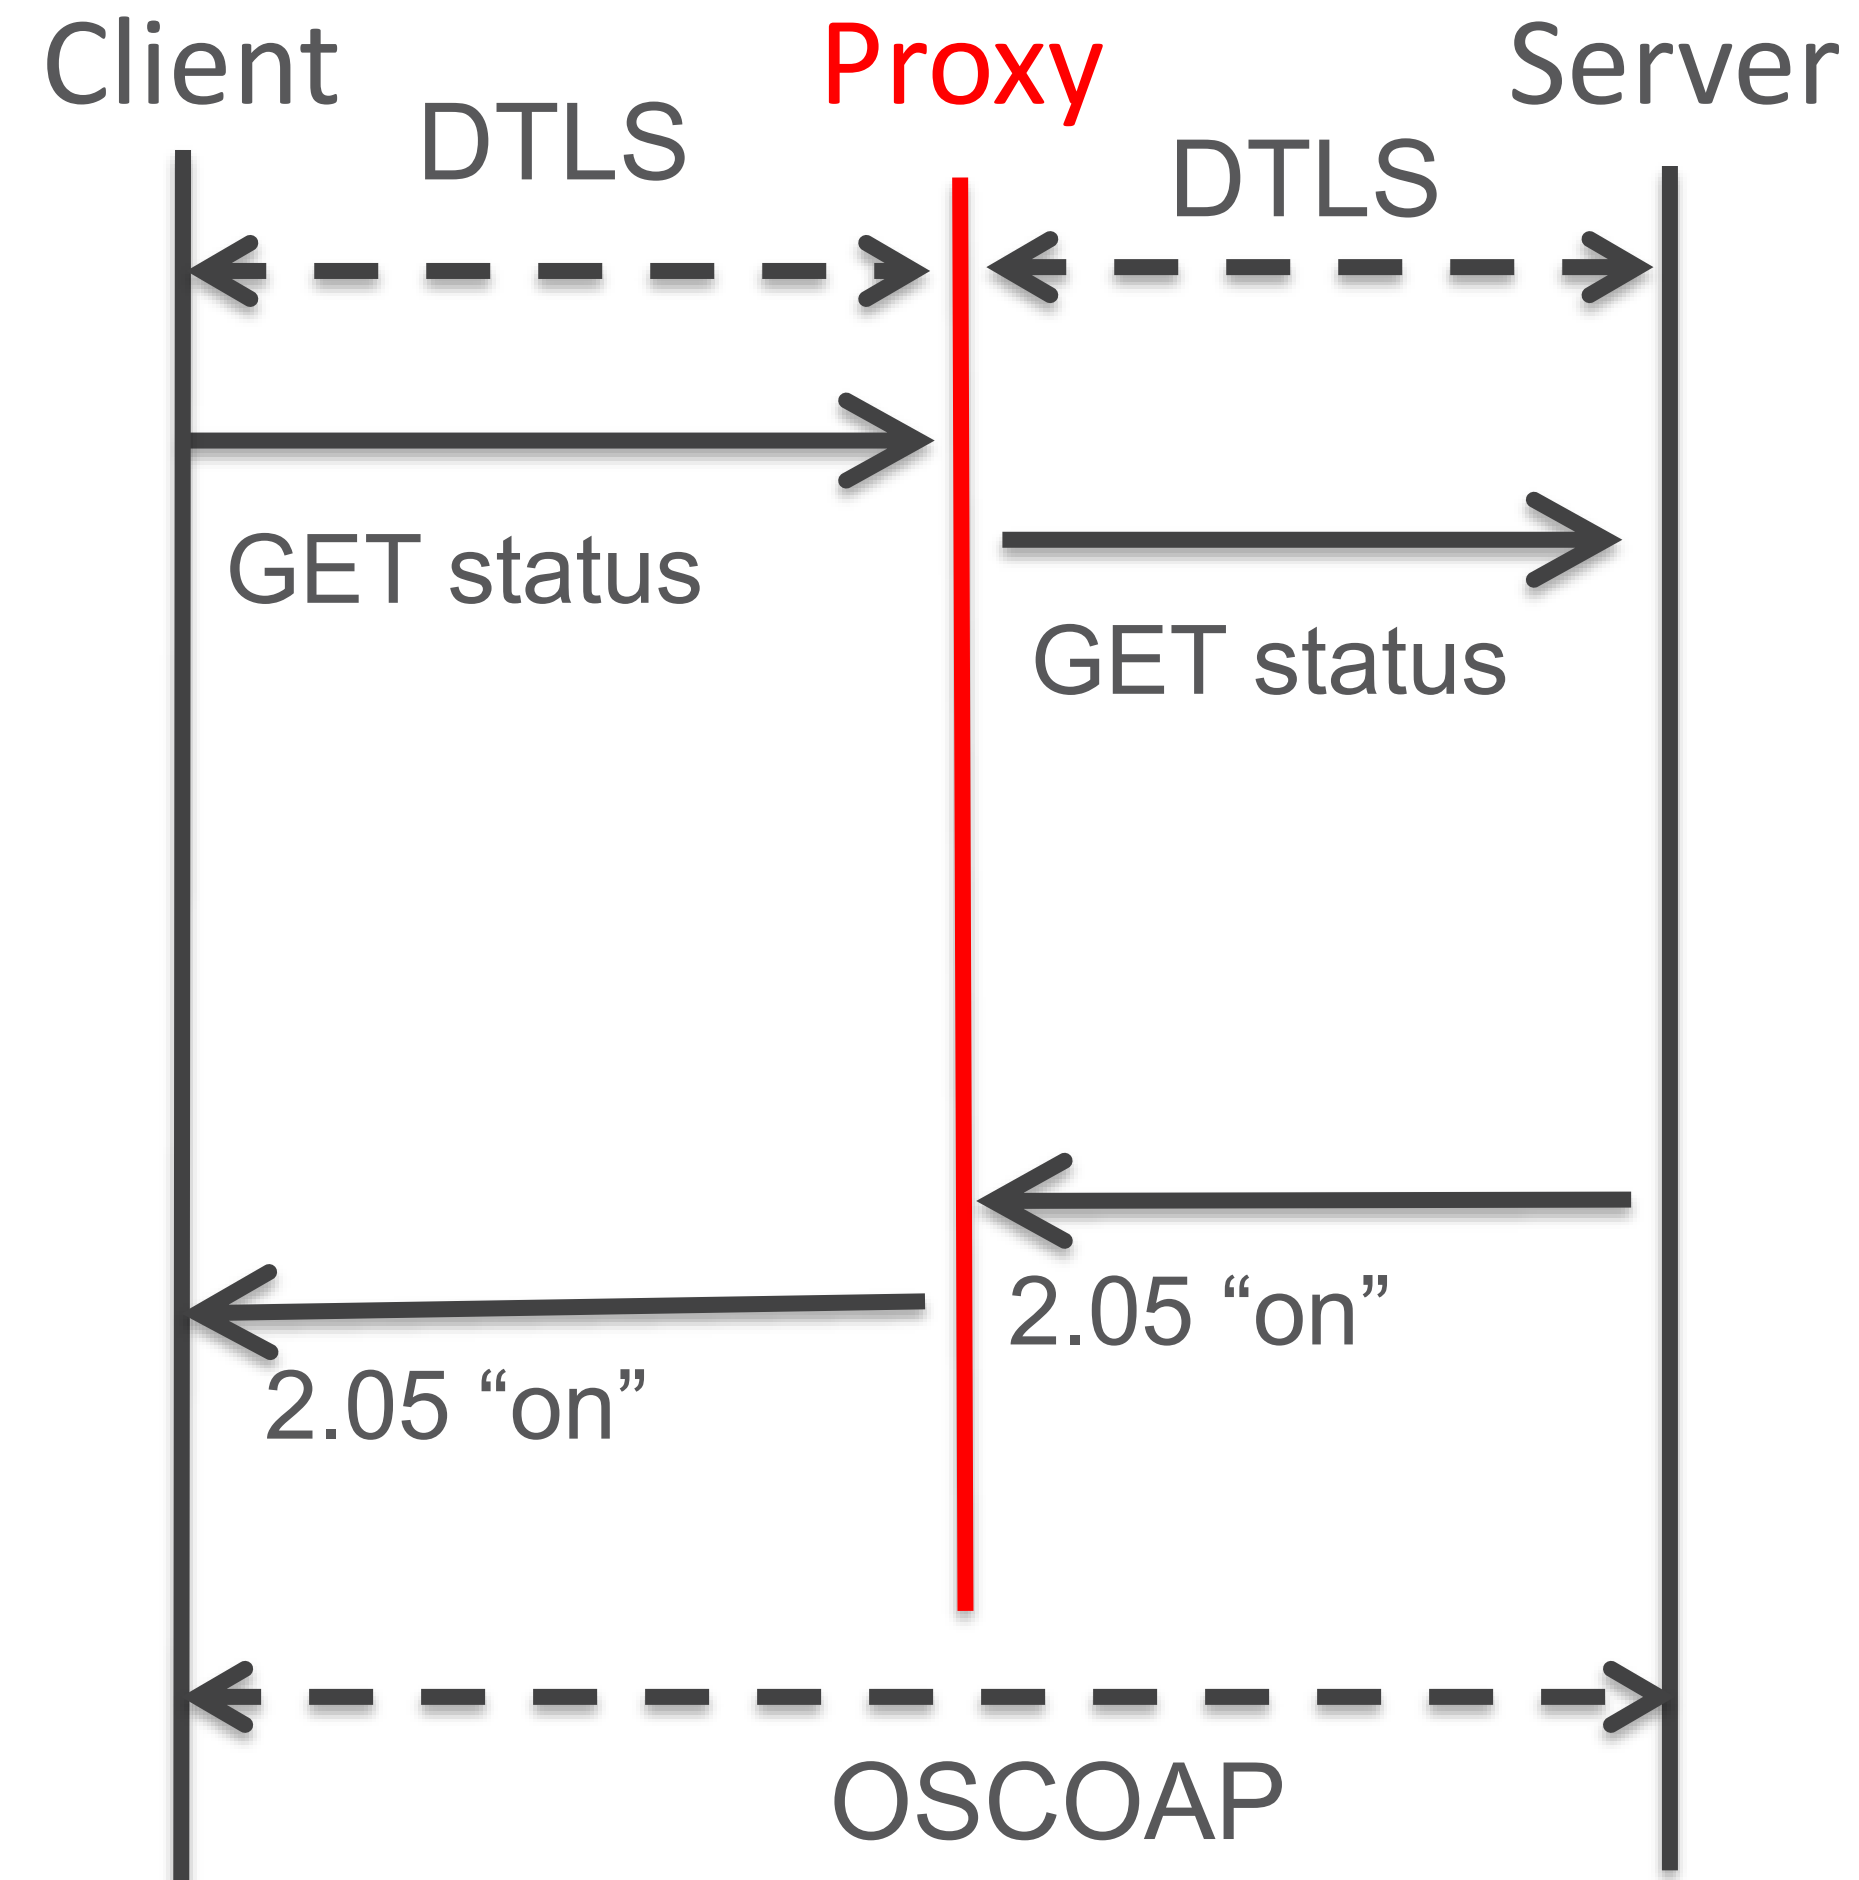 Client
Proxy
Server
DTLS
DTLS
GET status
GET status
2.05 “on”
2.05 “on”
OSCOAP